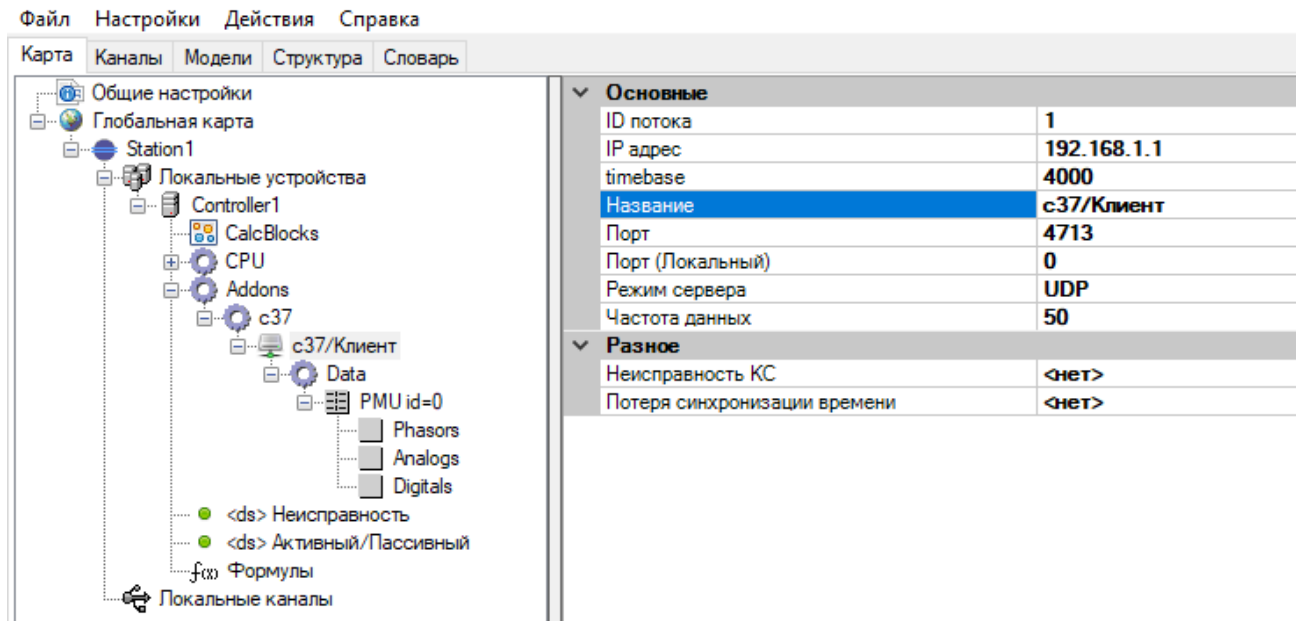 Файл Настройки Действия Справка
Карта Каналы Модели Структура Словарь
Общие настройки
Глобальная карта
Station1
Локальные устройства
Controller1
CalcBlocks
CPU
Addons
c37
c37/Клиент
Data
PMU id=0
Phasors
Analogs
Digitals
<ds> Неисправность
<ds> Активный/Пассивный
f(x) Формулы
Локальные каналы
Основные
ID потока 1
IP адрес 192.168.1.1
timebase 4000
Название c37/Клиент
Порт 4713
Порт (Локальный) 0
Режим сервера UDP
Частота данных 50
Разное
Неисправность КС <нет>
Потеря синхронизации времени <нет>